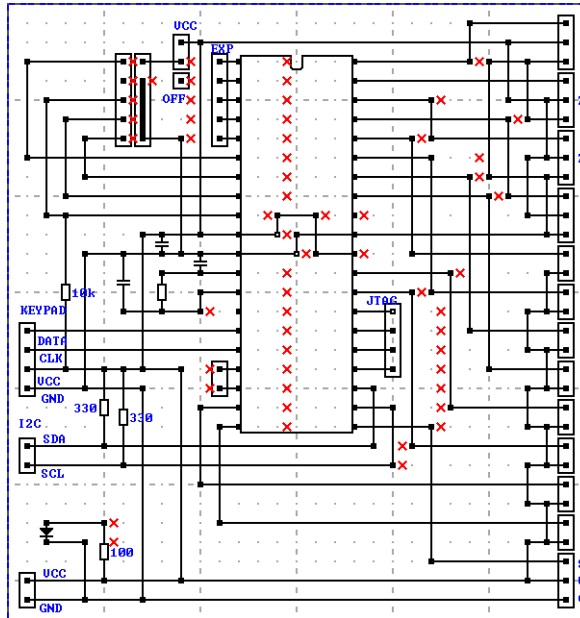 VCC
EXP
OFF
10k
JTAG
KEYPAD
DATA
CLK
VCC
GND
330
330
I2C
SDA
SCL
100
VCC
GND